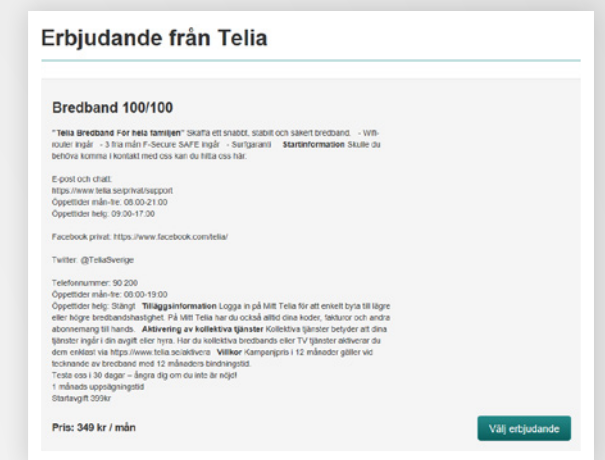 Erbjudande från Telia
Bredband 100/100
"Telia Bredband För hela familjen" Skaffa ett snabbt, stabilt och säkert bredband. - Wifi-
router ingår - 3 fria mån F-Secure SAFE ingår - Surfgaranti Startinformation Skulle du
behöva komma i kontakt med oss kan du hitta oss här.
E-post och chatt:
https://www.telia.se/privat/support
Öppettider mån-fre: 08.00-21.00
Öppettider helg: 09.00-17.00
Facebook privat: https://www.facebook.com/telia/
Twitter: @TeliaSverige
Telefonnummer: 90 200
Öppettider mån-fre: 08:00-19:00
Öppettider helg: Stängt Tilläggsinformation Logga in på Mitt Telia för att enkelt byta till lägre
eller högre bredbandshastighet. På Mitt Telia har du också alltid dina koder, fakturor och andra
abonnemang till hands. Aktivering av kollektiva tjänster Kollektiva tjänster betyder att dina
tjänster ingår i din avgift eller hyra. Har du kollektiva bredbands eller TV tjänster aktiverar du
dem enklast via https://www.telia.se/aktivera Villkor Kampanjpris i 12 månader gäller vid
tecknande av bredband med 12 månaders bindningstid.
Testa oss i 30 dagar – ångra dig om du inte är nöjd!
1 månads uppsägningstid
Startavgift 399kr
Pris: 349 kr / mån
Välj erbjudande